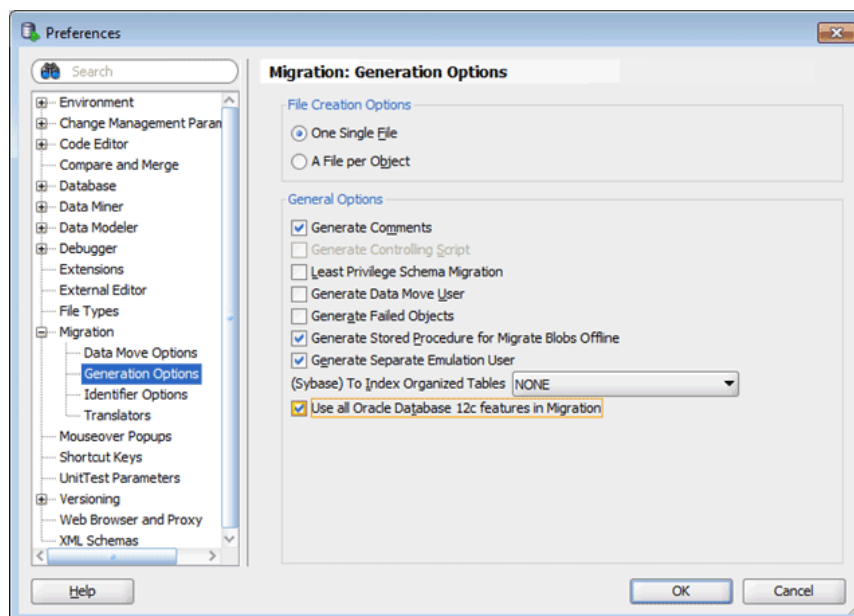 Preferences
Search
Environment
Change Management Param
Code Editor
Compare and Merge
Database
Data Miner
Data Modeler
Debugger
Extensions
External Editor
File Types
Migration
Data Move Options
Generation Options
Identifier Options
Translators
Mouseover Popups
Shortcut Keys
UnitTest Parameters
Versioning
Web Browser and Proxy
XML Schemas
Migration: Generation Options
File Creation Options
One Single File
A File per Object
General Options
Generate Comments
Generate Controlling Script
Least Privilege Schema Migration
Generate Data Move User
Generate Failed Objects
Generate Stored Procedure for Migrate Blobs Offline
Generate Separate Emulation User
(Sybase) To Index Organized Tables NONE
Use all Oracle Database 12c features in Migration
Help
OK
Cancel